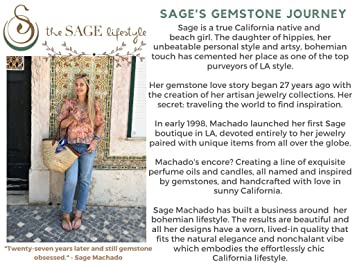 S
the SAGE lifestyle
SAGE'S GEMSTONE JOURNEY
Sage is a true California native and
beach girl. The daughter of hippies, her
unbeatable personal style and artsy, bohemian
touch has cemented her place as one of the top
purveyors of LA style.
Her gemstone love story began 27 years ago with
the creation of her artisan jewelry collections. Her
secret: traveling the world to find inspiration.
In early 1998, Machado launched her first Sage
boutique in LA, devoted entirely to her jewelry
paired with unique items from all over the globe.
Machado's encore? Creating a line of exquisite
perfume oils and candles, all named and inspired
by gemstones, and handcrafted with love in
sunny California.
Sage Machado has built a business around her
bohemian lifestyle. The results are beautiful and
all her designs have a worn, lived-in quality that
fits the natural elegance and nonchalant vibe
which embodies the effortlessly chic
California lifestyle.
"Twenty-seven years later and still gemstone
obsessed." - Sage Machado